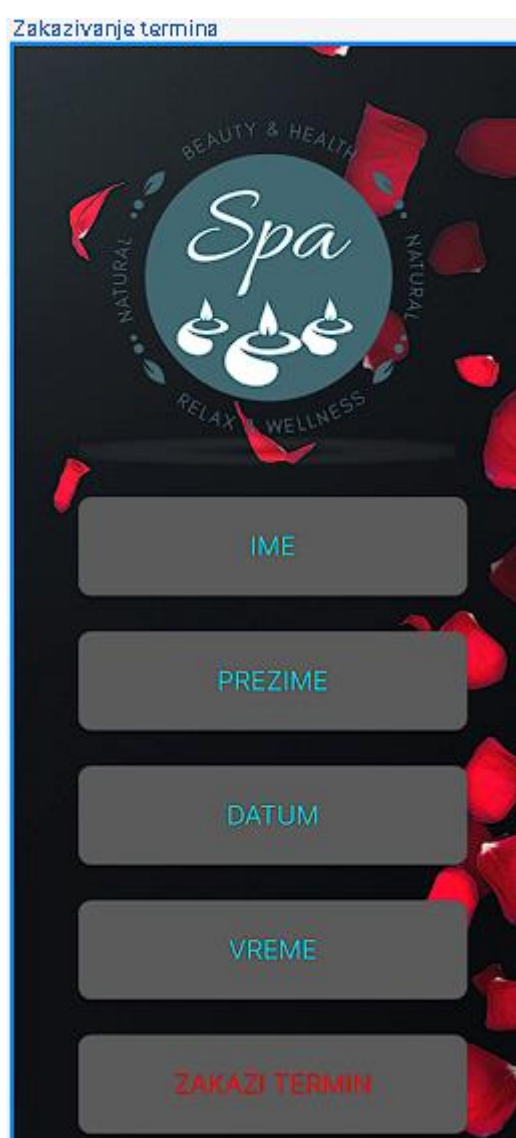 Zakazivanje termina
BEAUTY & HEALTH
NATURAL
Spa
NATURAL
RELAX & WELLNESS
IME
PREZIME
DATUM
VREME
ZAKAZI TERMIN